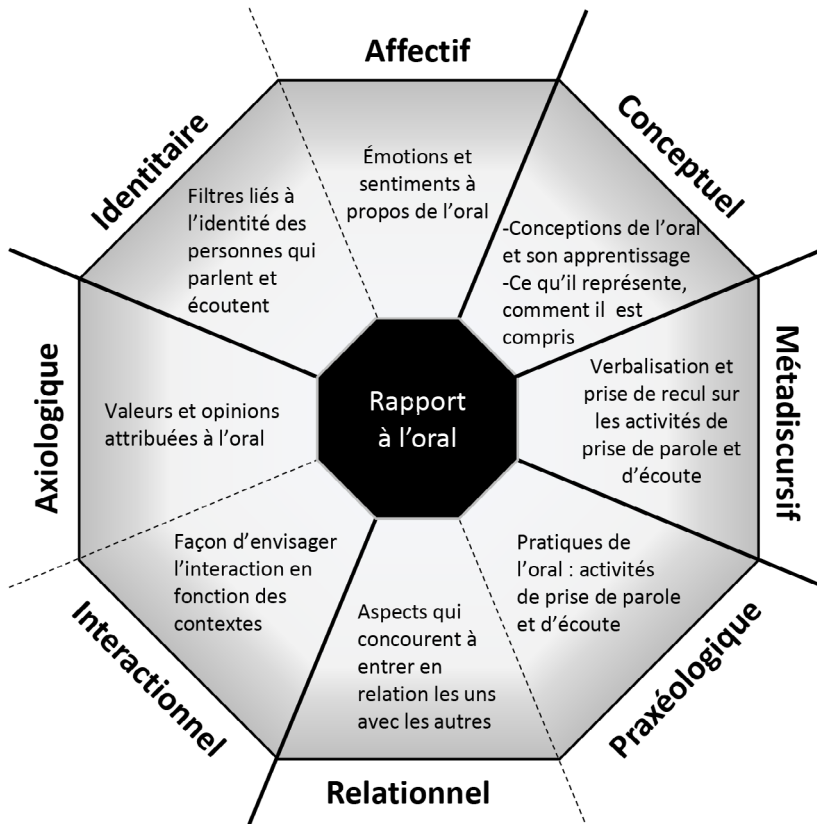 Affectif
Émotions et
sentiments à
propos de l'oral
Conceptuel
-Conceptions de l'oral
et son apprentissage
-Ce qu'il représente,
comment il est
compris
Métadiscursif
Verbalisation et
prise de recul sur
les activités de
prise de parole et
d'écoute
Praxéologique
Pratiques de
l'oral : activités
de prise de parole
et d'écoute
Relationnel
Aspects qui
concourent à
entrer en
relation les uns
avec les autres
Interactionnel
Façon d'envisager
l'interaction en
fonction des
contextes
Axiologique
Valeurs et opinions
attribuées à l'oral
Identitaire
Filtres liés à
l'identité des
personnes qui
parlent et
écoutent
Rapport
à l'oral